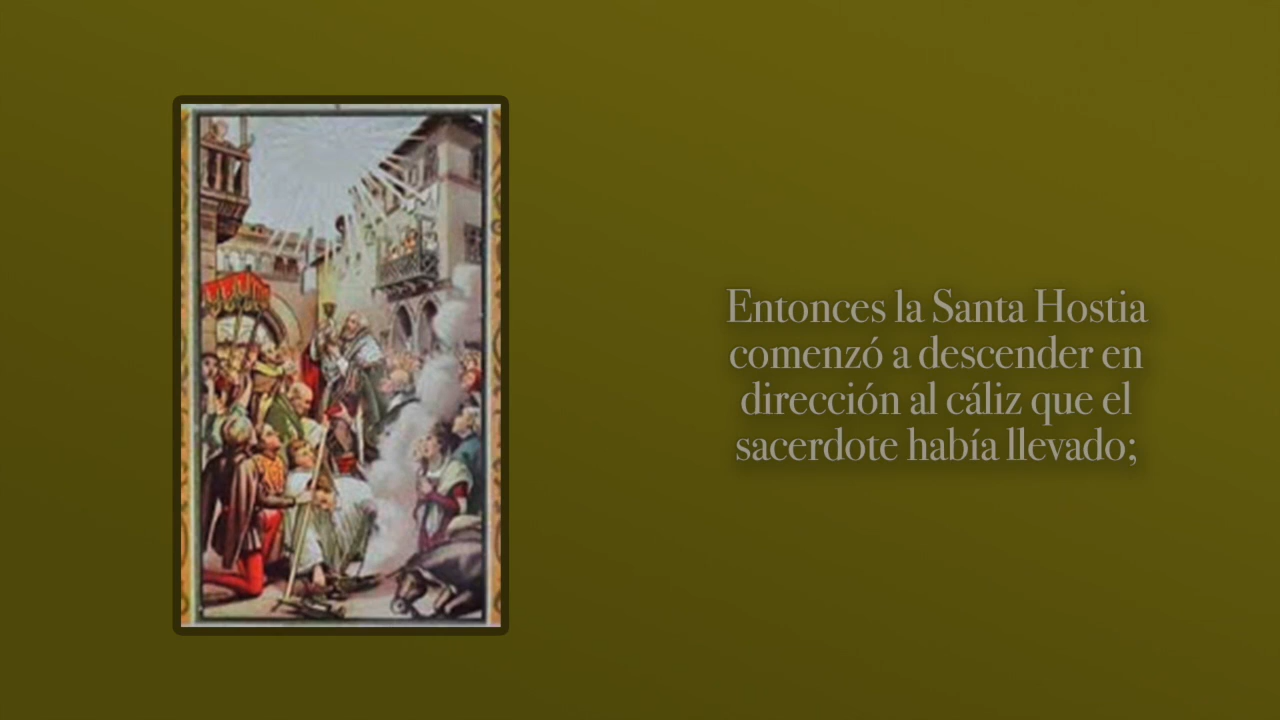 Entonces la Santa Hostia
comenzó a descender en
dirección al cáliz que el
sacerdote había llevado;